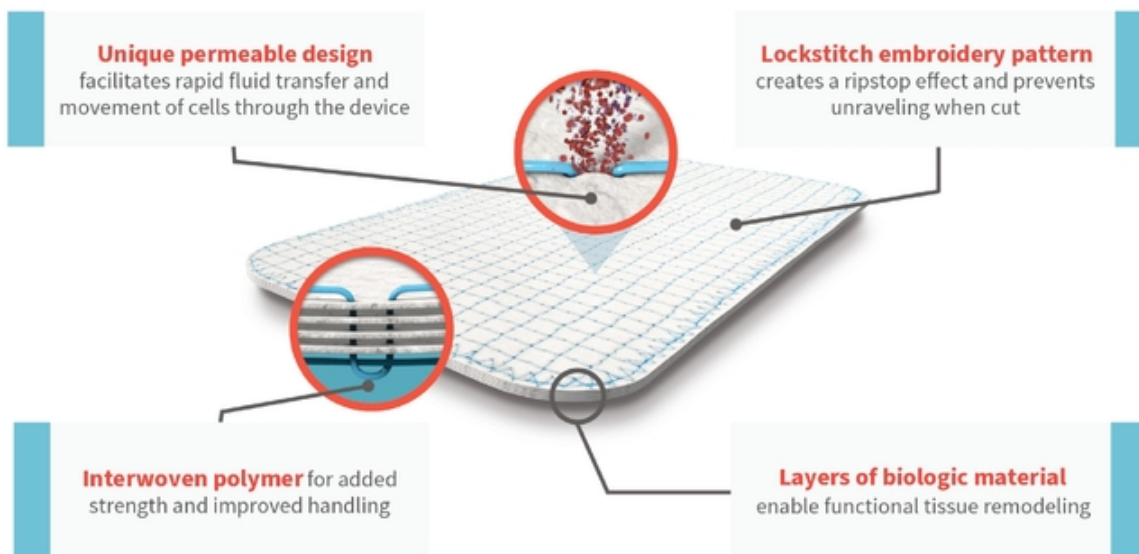 Unique permeable design
facilitates rapid fluid transfer and
movement of cells through the device
Lockstitch embroidery pattern
creates a ripstop effect and prevents
unraveling when cut
Interwoven polymer for added
strength and improved handling
Layers of biologic material
enable functional tissue remodeling